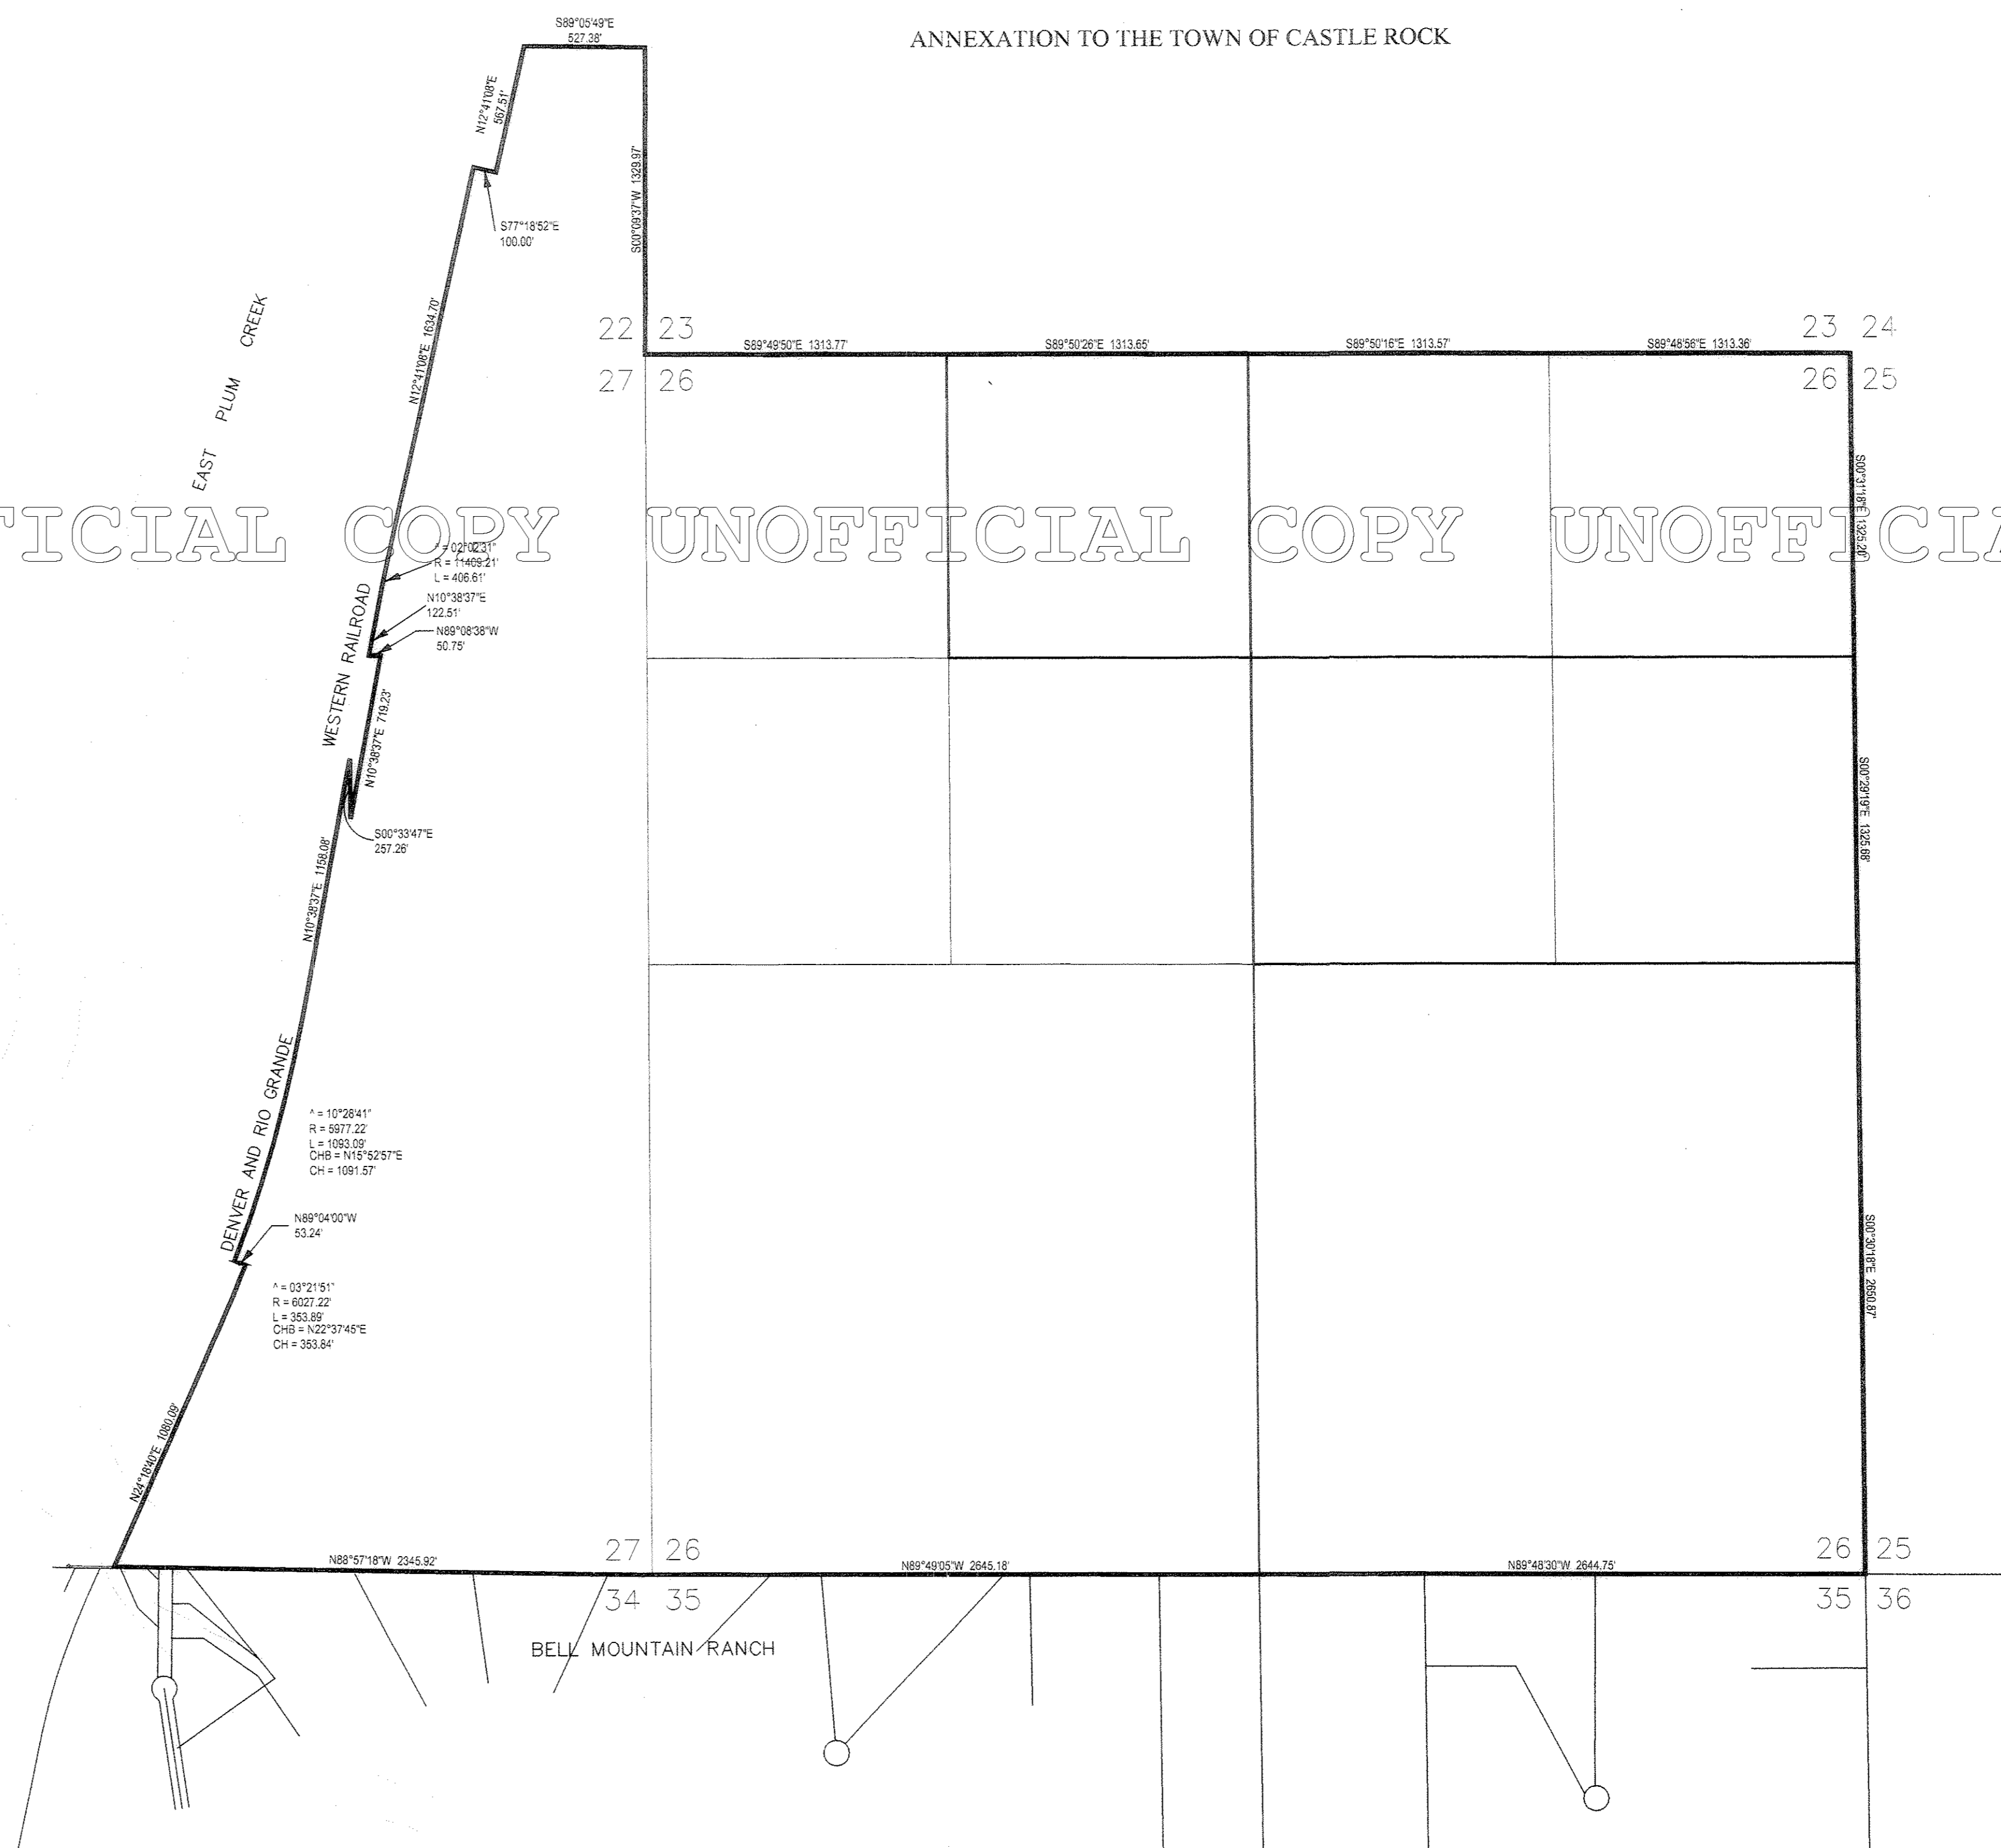 S89°05'49"E
527.38'
ANNEXATION TO THE TOWN OF CASTLE ROCK
N12°41'08"E
567.51'
S00°09'37"W 1329.97'
S77°18'52"E
100.00'
EAST PLUM CREEK
N12°41'08"E 1634.70'
22 23
23 24
S89°49'50"E 1313.77'
S89°50'26"E 1313.65'
S89°50'16"E 1313.57'
S89°48'56"E 1313.36'
27 26
26 25
S00°31'18"E 1325.20'
COPY UNOFFICIAL COPY
^ = 02°02'31"
R = 11409.21'
L = 406.61'
N10°38'37"E
122.51'
N89°08'38"W
50.75'
WESTERN RAILROAD
N10°38'37"E 719.23'
S00°29'19"E 1325.68'
S00°33'47"E
257.26'
N10°38'37"E 1158.08'
DENVER AND RIO GRANDE
^ = 10°28'41"
R = 5977.22'
L = 1093.09'
CHB = N15°52'57"E
CH = 1091.57'
N89°04'00"W
53.24'
S00°30'18"E 2650.87'
^ = 03°21'51"
R = 6027.22'
L = 353.89'
CHB = N22°37'45"E
CH = 353.84'
N24°18'40"E 1080.09'
N88°57'18"W 2345.92'
27 26
N89°49'05"W 2645.18'
N89°48'30"W 2644.75'
26 25
34 35
35 36
BELL MOUNTAIN RANCH